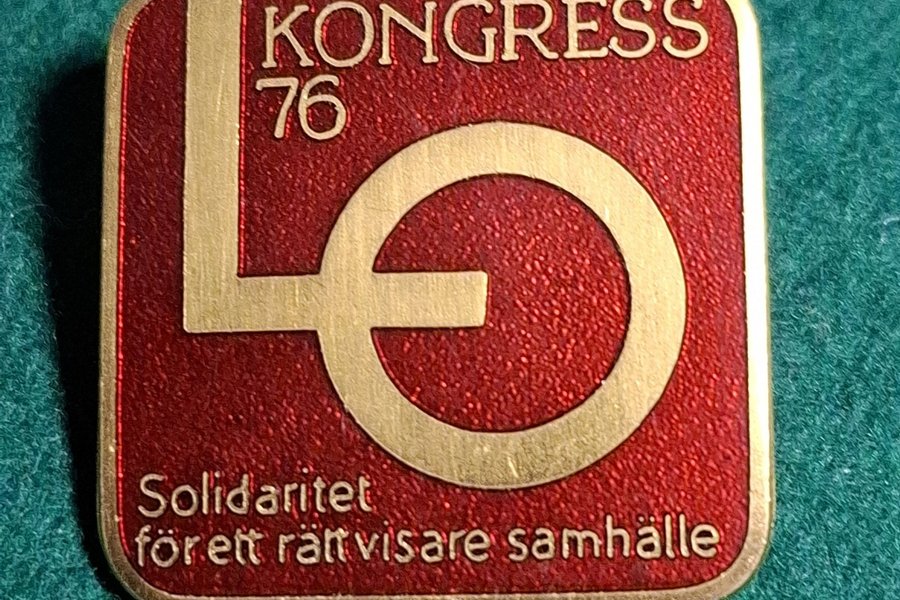 KONGRESS
76
LO
Solidaritet
för ett rättvisare samhälle